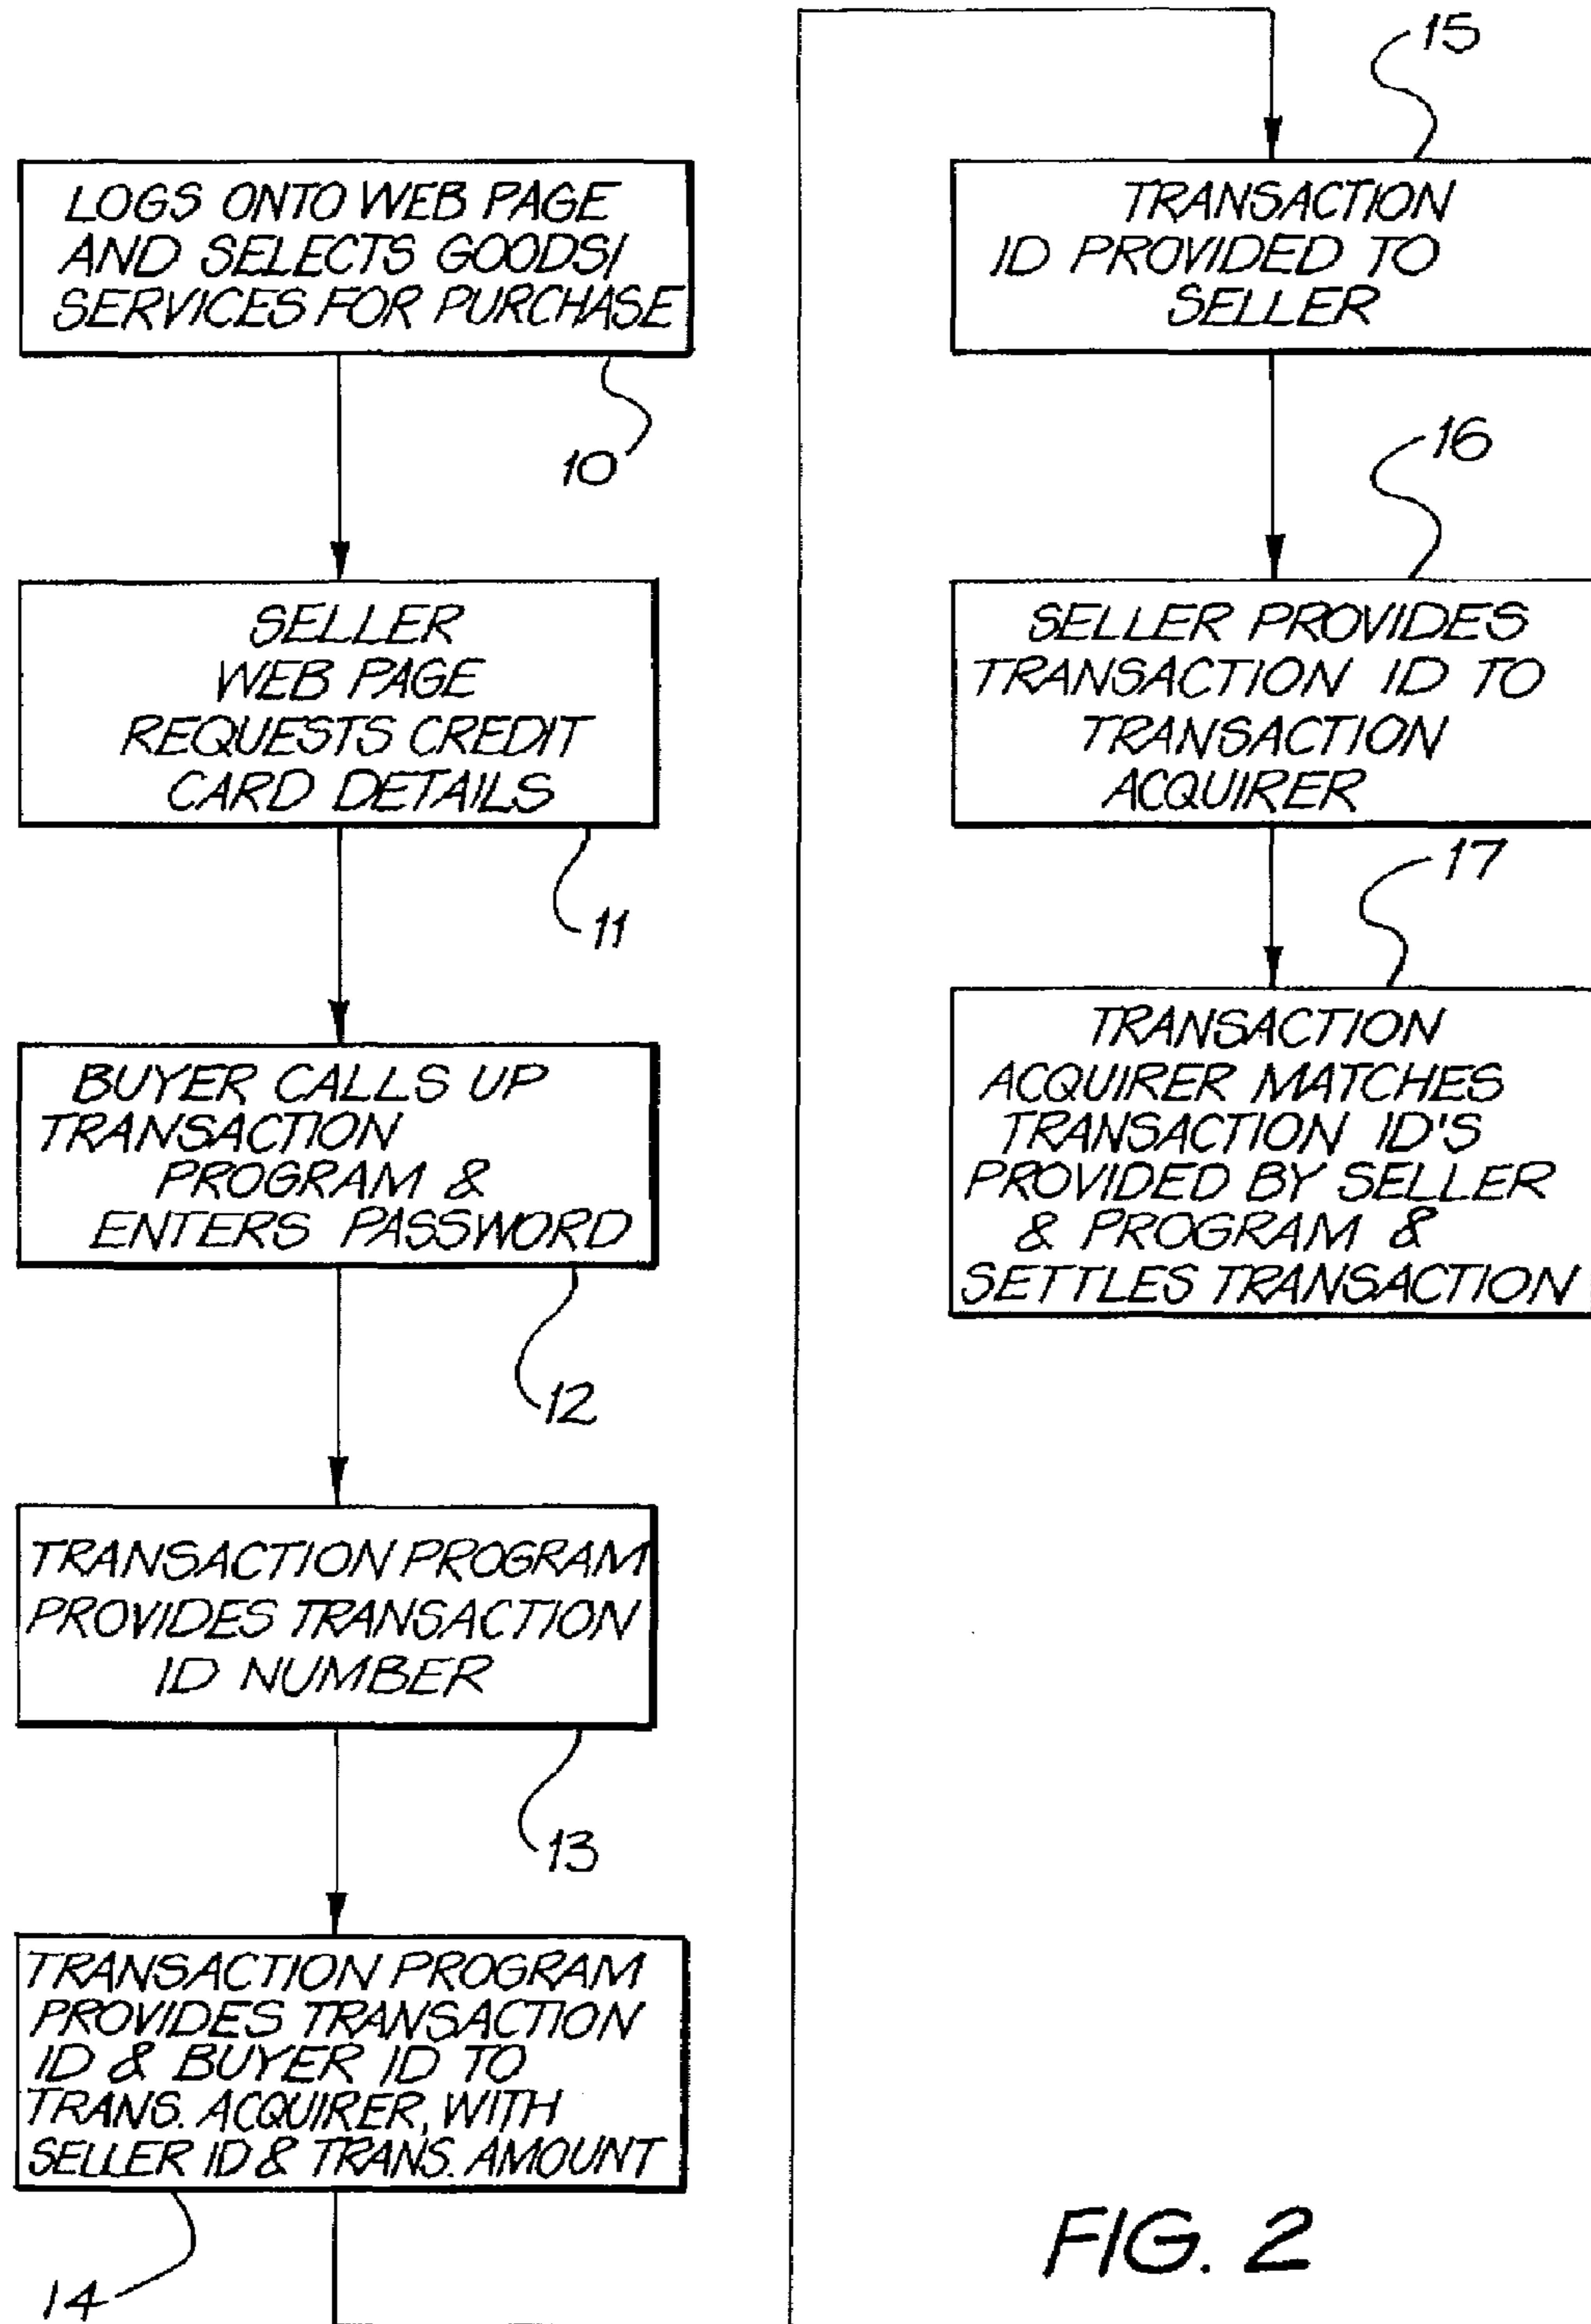 LOGS ONTO WEB PAGE
AND SELECTS GOODS/
SERVICES FOR PURCHASE
10
SELLER
WEB PAGE
REQUESTS CREDIT
CARD DETAILS
11
BUYER CALLS UP
TRANSACTION
PROGRAM &
ENTERS PASSWORD
12
TRANSACTION PROGRAM
PROVIDES TRANSACTION
ID NUMBER
13
TRANSACTION PROGRAM
PROVIDES TRANSACTION
ID & BUYER ID TO
TRANS. ACQUIRER, WITH
SELLER ID & TRANS. AMOUNT
14
15
TRANSACTION
ID PROVIDED TO
SELLER
16
SELLER PROVIDES
TRANSACTION ID TO
TRANSACTION
ACQUIRER
17
TRANSACTION
ACQUIRER MATCHES
TRANSACTION ID'S
PROVIDED BY SELLER
& PROGRAM &
SETTLES TRANSACTION
FIG. 2